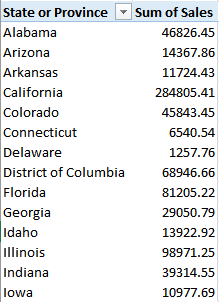 State or Province Sum of Sales
Alabama 46826.45
Arizona 14367.86
Arkansas 11724.43
California 284805.41
Colorado 45843.45
Connecticut 6540.54
Delaware 1257.76
District of Columbia 68946.66
Florida 81205.22
Georgia 29050.79
Idaho 13922.92
Illinois 98971.25
Indiana 39314.55
Iowa 10977.69